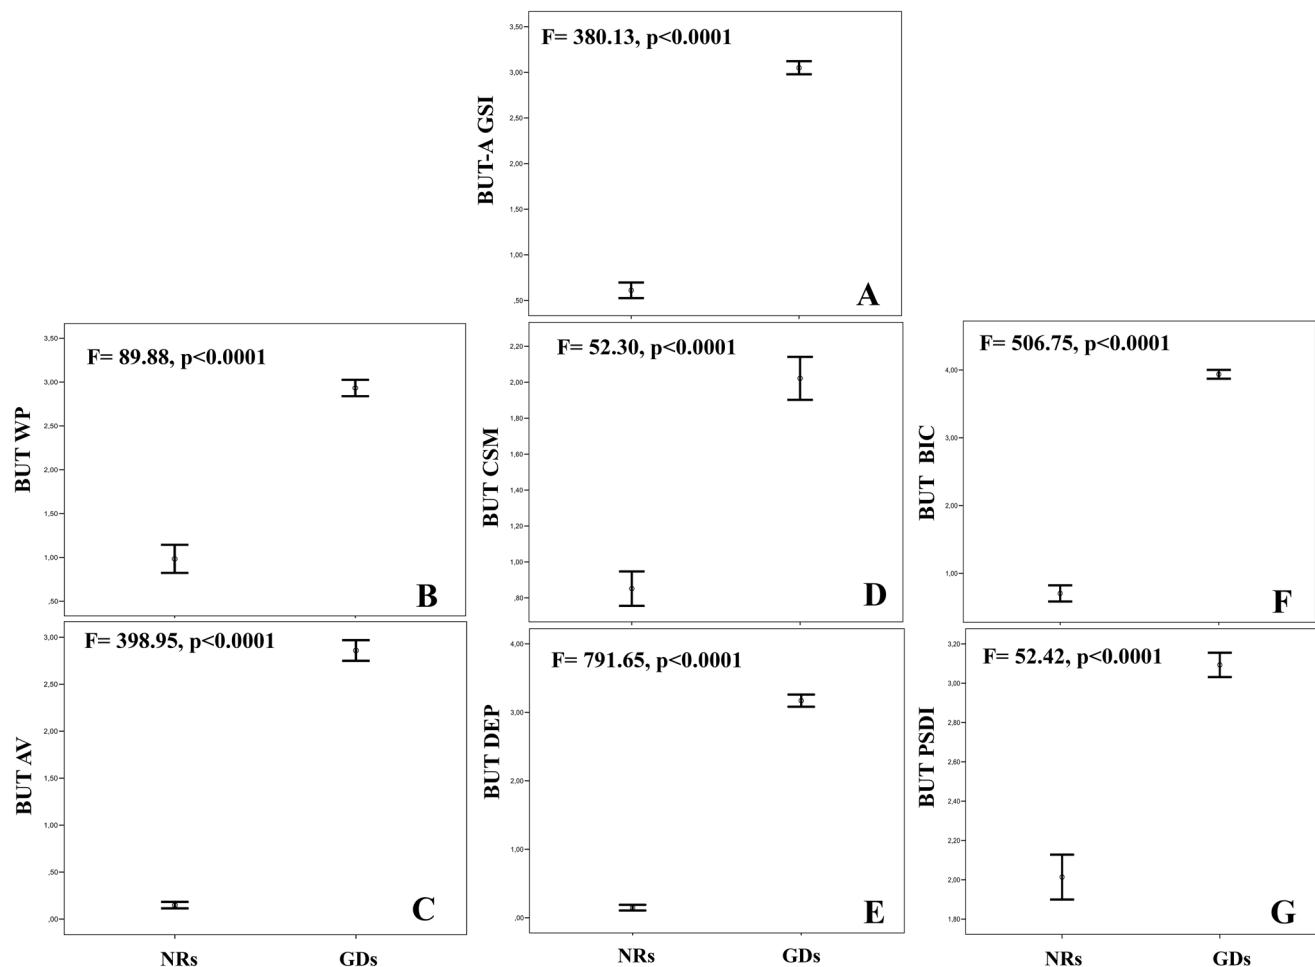 F= 380.13, p<0.0001
BUT-A GSI
3,50
3,00
2,50
2,00
1,50
1,00
,50
A
F= 89.88, p<0.0001
BUT WP
3,50
3,00
2,50
2,00
1,50
1,00
,50
B
F= 52.30, p<0.0001
BUT CSM
2,20
2,00
1,80
1,60
1,40
1,20
1,00
,80
D
F= 506.75, p<0.0001
BUT BIC
4,00
3,00
2,00
1,00
F
F= 398.95, p<0.0001
BUT AV
3,00
2,50
2,00
1,50
1,00
,50
,00
C
NRs GDs
F= 791.65, p<0.0001
BUT DEP
4,00
3,00
2,00
1,00
,00
E
NRs GDs
F= 52.42, p<0.0001
BUT PSDI
3,20
3,00
2,80
2,60
2,40
2,20
2,00
1,80
G
NRs GDs